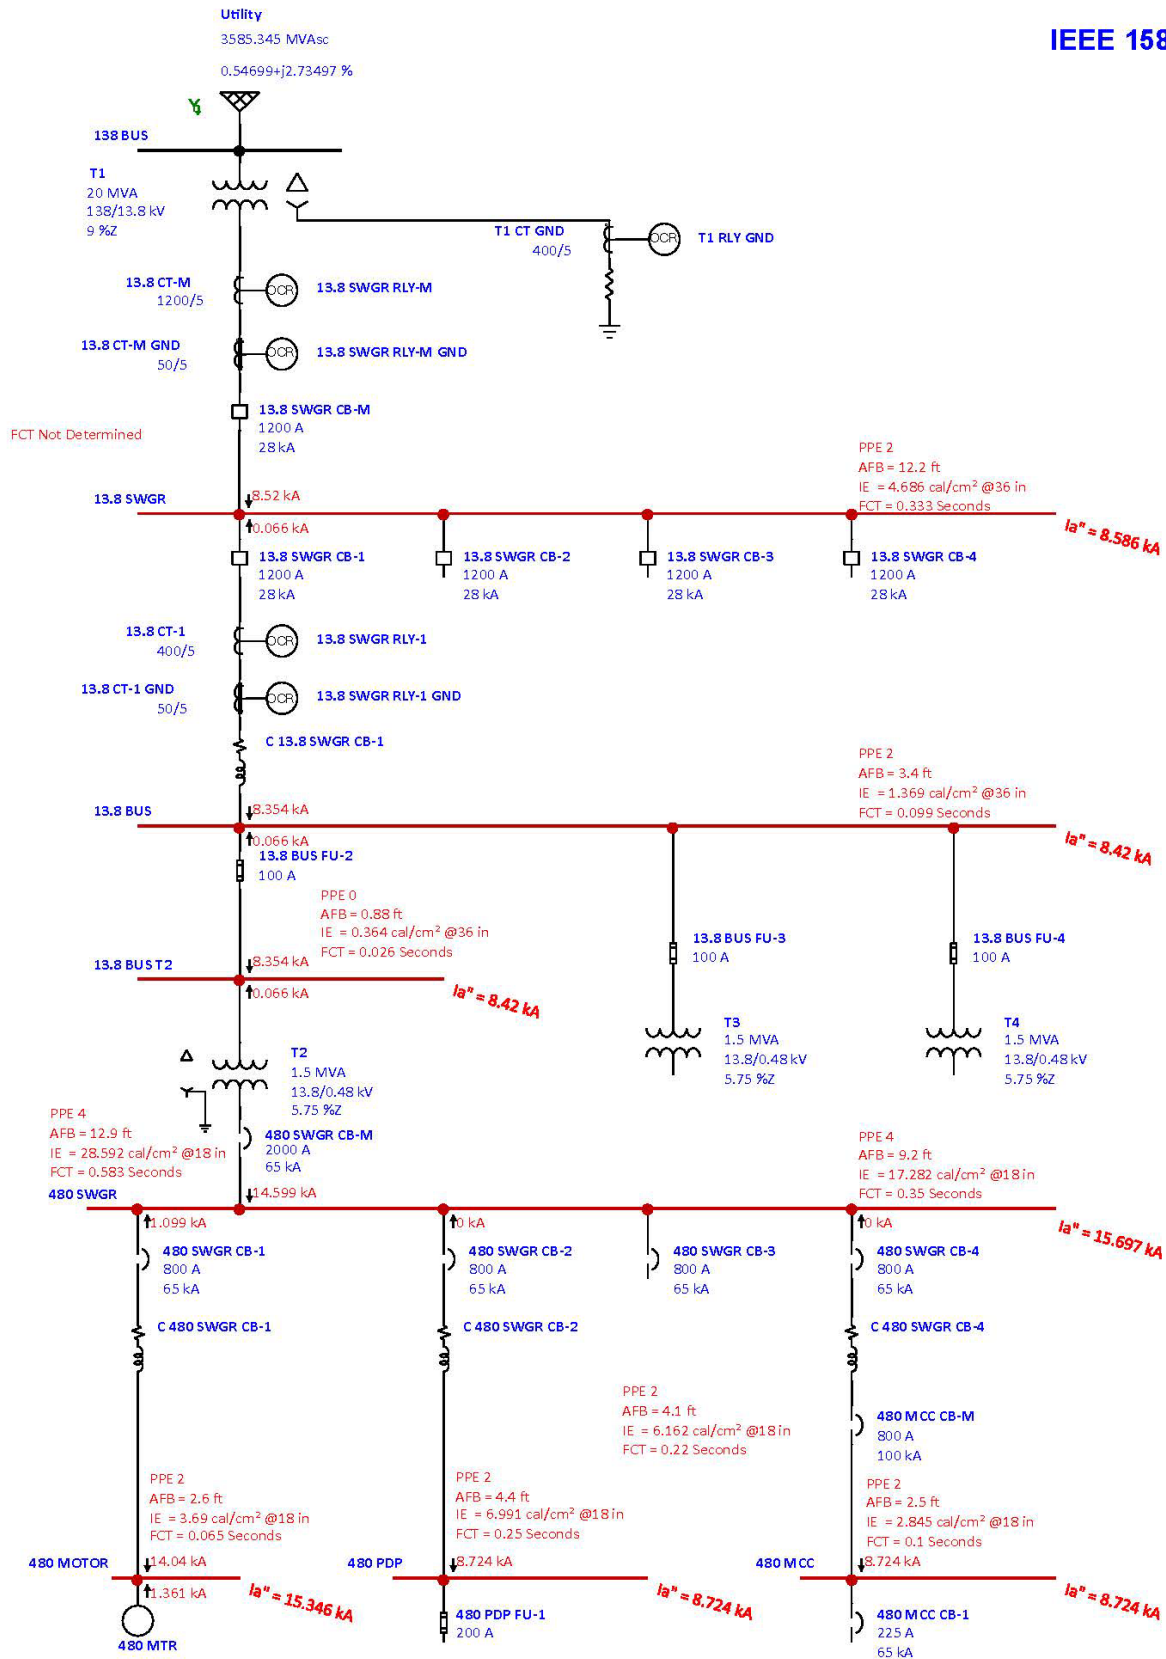 Utility
3585.345 MVAsc
0.54699+j2.73497 %
IEEE 158
138 BUS
T1
20 MVA
138/13.8 kV
9 %Z
T1 CT GND
400/5
OCR
T1 RLY GND
13.8 CT-M
1200/5
OCR
13.8 SWGR RLY-M
13.8 CT-M GND
50/5
OCR
13.8 SWGR RLY-M GND
13.8 SWGR CB-M
1200 A
28 kA
FCT Not Determined
PPE 2
AFB = 12.2 ft
IE = 4.686 cal/cm² @36 in
FCT = 0.333 Seconds
13.8 SWGR
8.52 kA
0.066 kA
Ia" = 8.586 kA
13.8 SWGR CB-1
1200 A
28 kA
13.8 SWGR CB-2
1200 A
28 kA
13.8 SWGR CB-3
1200 A
28 kA
13.8 SWGR CB-4
1200 A
28 kA
13.8 CT-1
400/5
OCR
13.8 SWGR RLY-1
13.8 CT-1 GND
50/5
OCR
13.8 SWGR RLY-1 GND
C 13.8 SWGR CB-1
PPE 2
AFB = 3.4 ft
IE = 1.369 cal/cm² @36 in
FCT = 0.099 Seconds
13.8 BUS
8.354 kA
0.066 kA
Ia" = 8.42 kA
13.8 BUS FU-2
100 A
PPE 0
AFB = 0.88 ft
IE = 0.364 cal/cm² @36 in
FCT = 0.026 Seconds
13.8 BUS FU-3
100 A
13.8 BUS FU-4
100 A
13.8 BUS T2
8.354 kA
0.066 kA
Ia" = 8.42 kA
T2
1.5 MVA
13.8/0.48 kV
5.75 %Z
T3
1.5 MVA
13.8/0.48 kV
5.75 %Z
T4
1.5 MVA
13.8/0.48 kV
5.75 %Z
PPE 4
AFB = 12.9 ft
IE = 28.592 cal/cm² @18 in
FCT = 0.583 Seconds
480 SWGR CB-M
2000 A
65 kA
PPE 4
AFB = 9.2 ft
IE = 17.282 cal/cm² @18 in
FCT = 0.35 Seconds
480 SWGR
14.599 kA
1.099 kA
0 kA
0 kA
Ia" = 15.697 kA
480 SWGR CB-1
800 A
65 kA
480 SWGR CB-2
800 A
65 kA
480 SWGR CB-3
800 A
65 kA
480 SWGR CB-4
800 A
65 kA
C 480 SWGR CB-1
C 480 SWGR CB-2
C 480 SWGR CB-4
PPE 2
AFB = 4.1 ft
IE = 6.162 cal/cm² @18 in
FCT = 0.22 Seconds
480 MCC CB-M
800 A
100 kA
PPE 2
AFB = 2.6 ft
IE = 3.69 cal/cm² @18 in
FCT = 0.065 Seconds
PPE 2
AFB = 4.4 ft
IE = 6.991 cal/cm² @18 in
FCT = 0.25 Seconds
PPE 2
AFB = 2.5 ft
IE = 2.845 cal/cm² @18 in
FCT = 0.1 Seconds
480 MOTOR
14.04 kA
1.361 kA
Ia" = 15.346 kA
480 PDP
8.724 kA
Ia" = 8.724 kA
480 MCC
8.724 kA
Ia" = 8.724 kA
480 MTR
480 PDP FU-1
200 A
480 MCC CB-1
225 A
65 kA